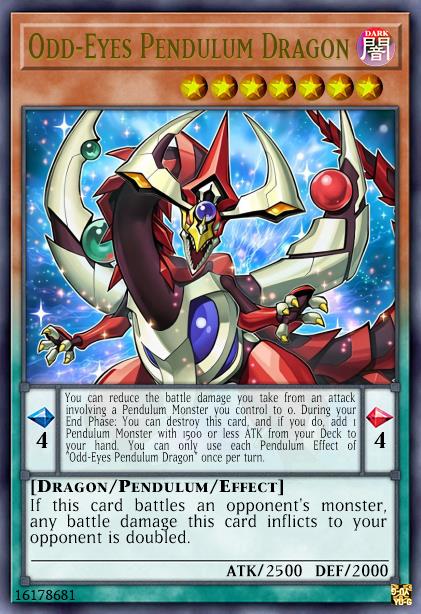 ODD-EYES PENDULUM DRAGON
DARK
闇
You can reduce the battle damage you take from an attack
involving a Pendulum Monster you control to 0. During your
End Phase: You can destroy this card, and if you do, add 1
Pendulum Monster with 1500 or less ATK from your Deck to
your hand. You can only use each Pendulum Effect of
"Odd-Eyes Pendulum Dragon" once per turn.
4
4
[DRAGON/PENDULUM/EFFECT]
If this card battles an opponent's monster,
any battle damage this card inflicts to your
opponent is doubled.
ATK/2500 DEF/2000
16178681